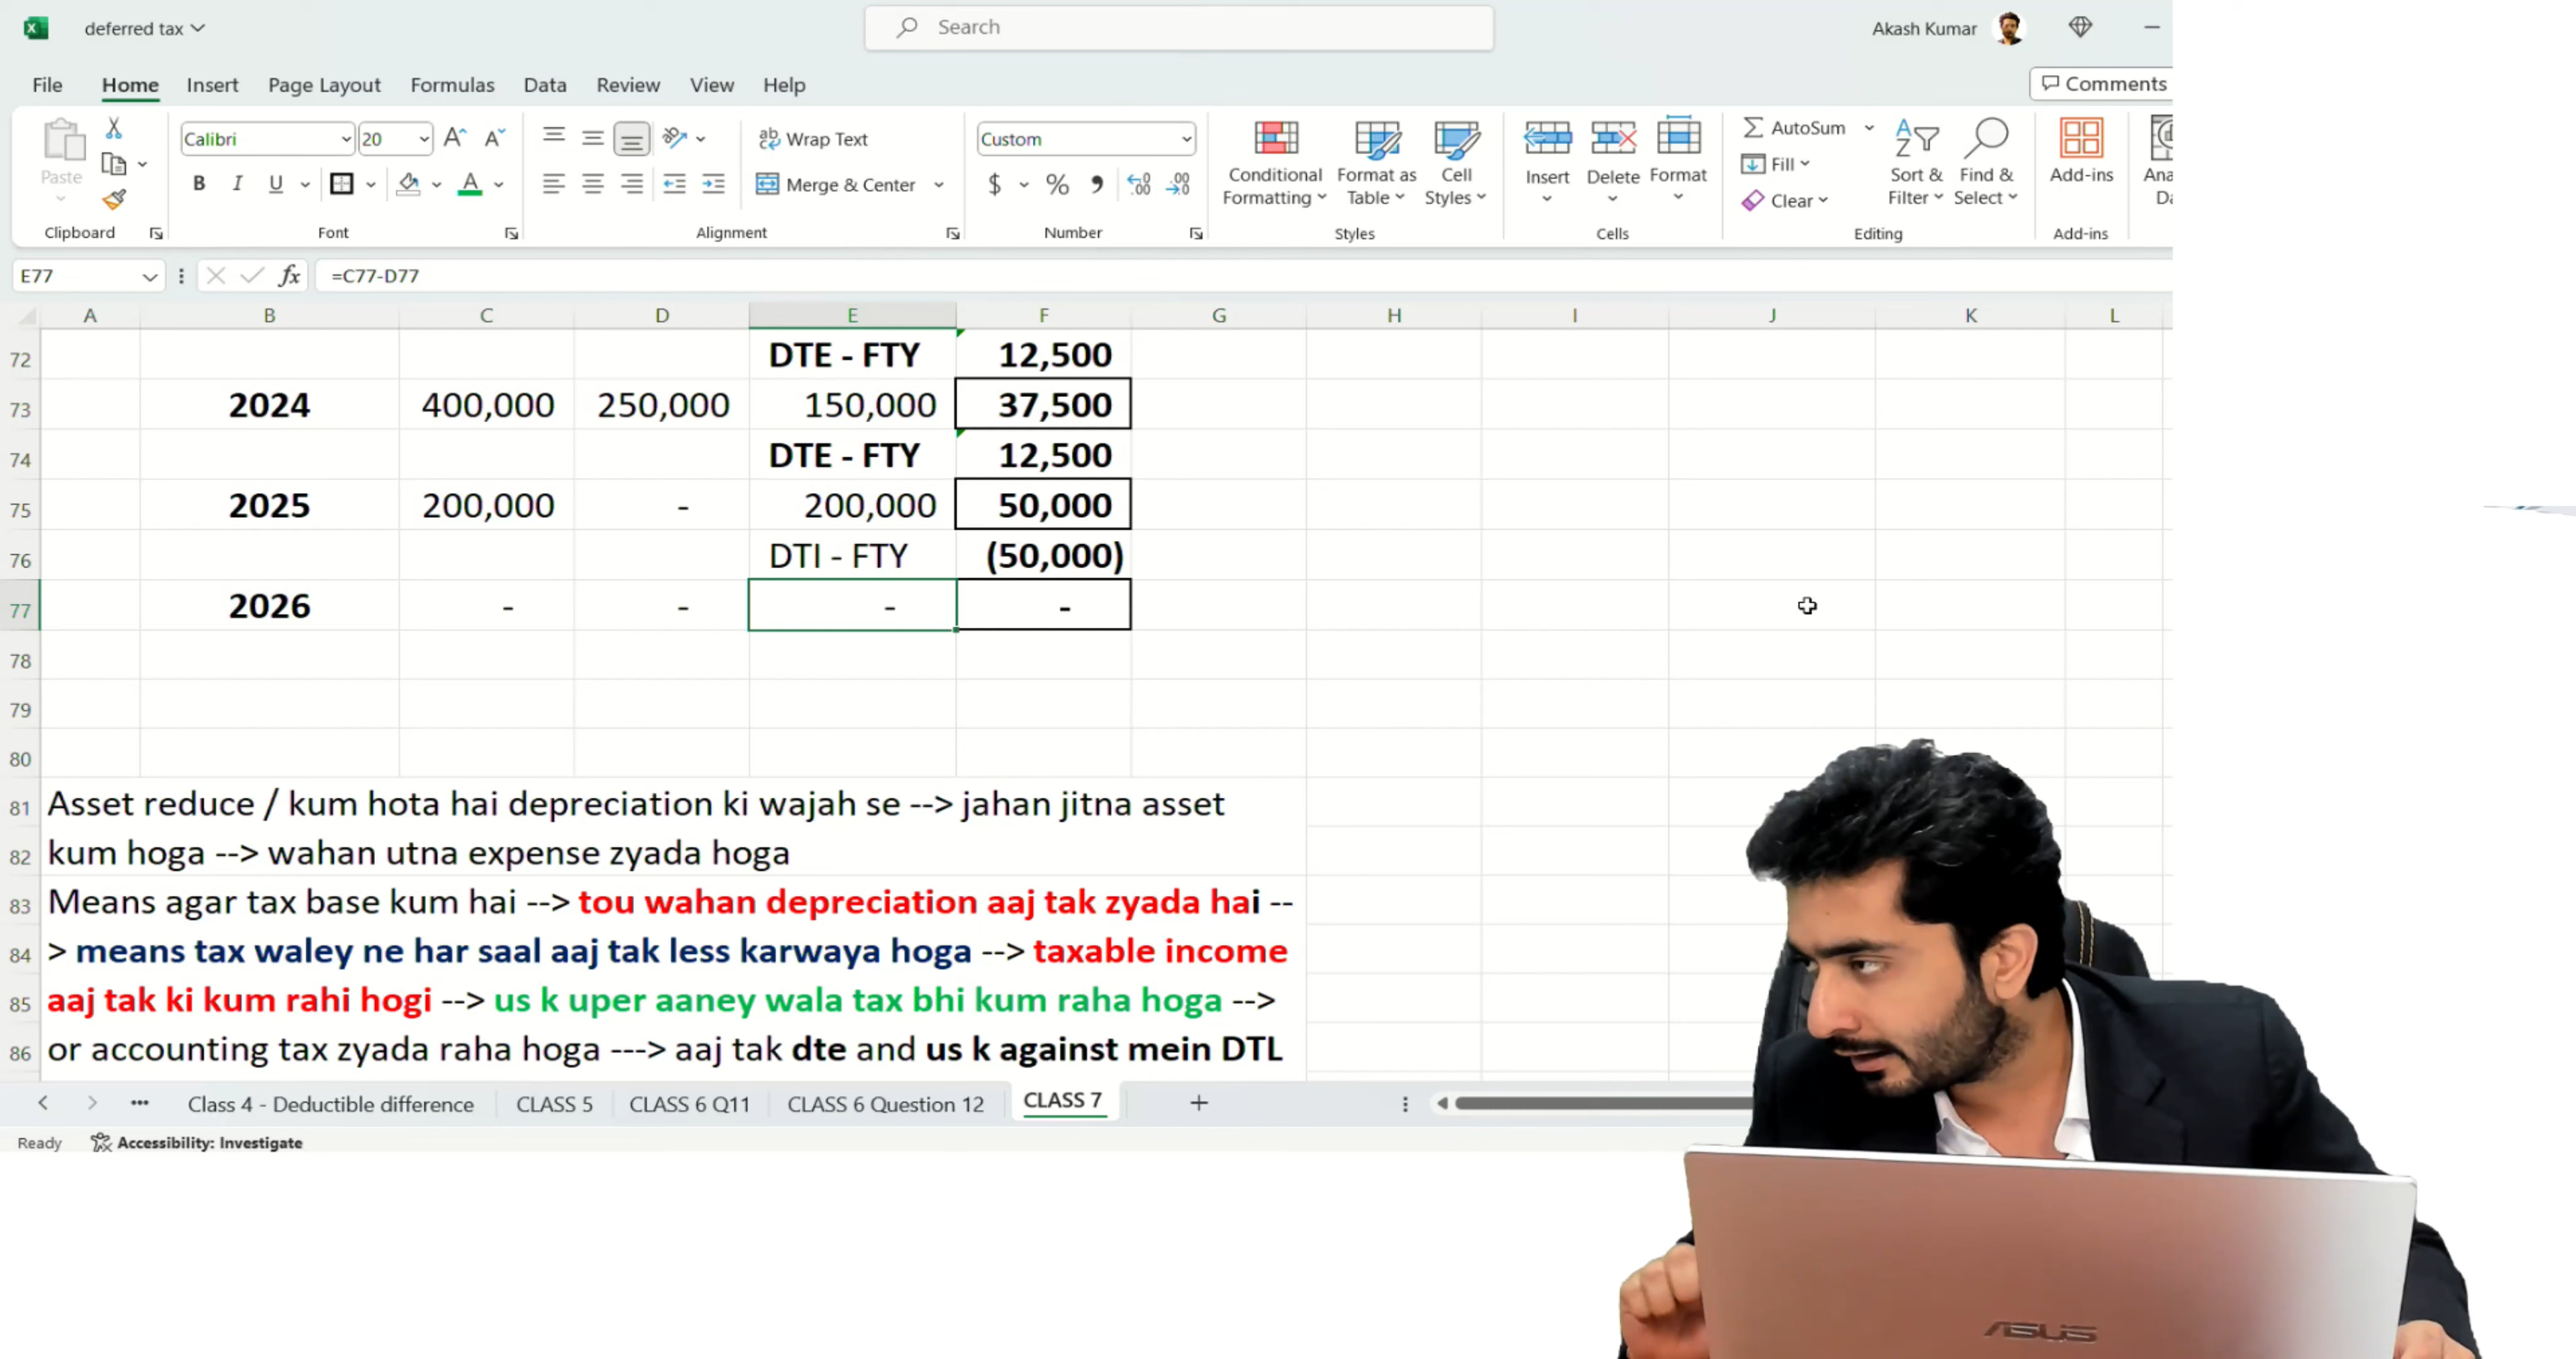 deferred tax
Search
Akash Kumar
File Home Insert Page Layout Formulas Data Review View Help
Comments
Paste
Clipboard
Calibri 20
B I U
Font
Wrap Text
Merge & Center
Alignment
Custom
$ % ,
Number
Conditional Formatting
Format as Table
Cell Styles
Styles
Insert Delete Format
Cells
AutoSum
Fill
Clear
Sort & Filter
Find & Select
Editing
Add-ins
Add-ins
E77 fx =C77-D77
A B C D E F G H I J K L
72 DTE - FTY 12,500
73 2024 400,000 250,000 150,000 37,500
74 DTE - FTY 12,500
75 2025 200,000 - 200,000 50,000
76 DTI - FTY (50,000)
77 2026 - - - -
78
79
80
81 Asset reduce / kum hota hai depreciation ki wajah se --> jahan jitna asset
82 kum hoga --> wahan utna expense zyada hoga
83 Means agar tax base kum hai --> tou wahan depreciation aaj tak zyada hai --
84 > means tax waley ne har saal aaj tak less karwaya hoga --> taxable income
85 aaj tak ki kum rahi hogi --> us k uper aaney wala tax bhi kum raha hoga -->
86 or accounting tax zyada raha hoga ---> aaj tak dte and us k against mein DTL
Class 4 - Deductible difference CLASS 5 CLASS 6 Q11 CLASS 6 Question 12 CLASS 7
Ready Accessibility: Investigate
ASUS